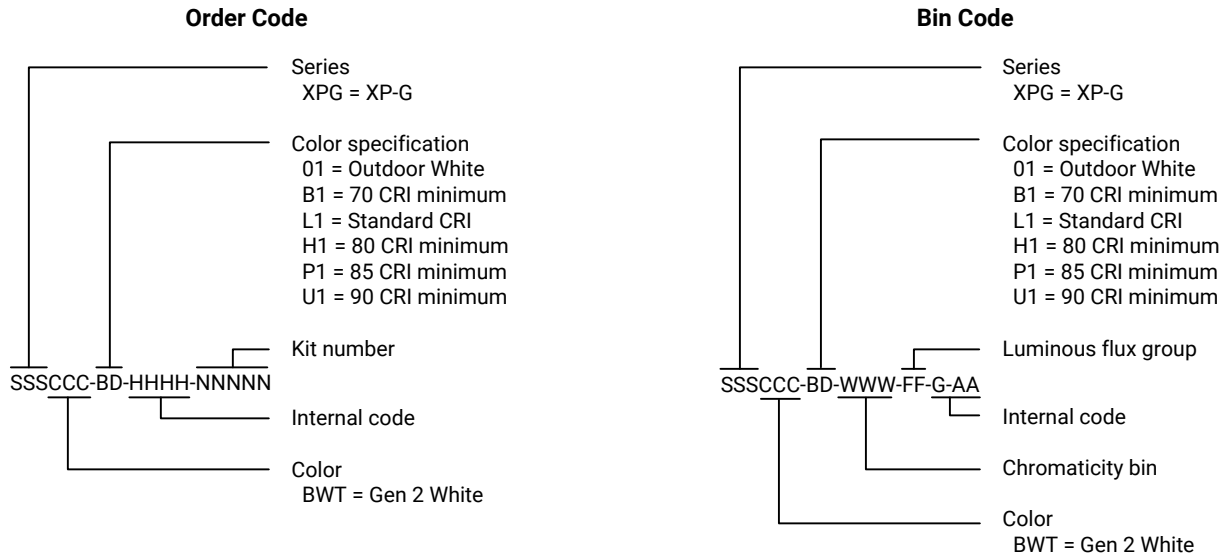 Order Code
Series
XPG = XP-G
Color specification
01 = Outdoor White
B1 = 70 CRI minimum
L1 = Standard CRI
H1 = 80 CRI minimum
P1 = 85 CRI minimum
U1 = 90 CRI minimum
Kit number
SSSCCC-BD-HHHH-NNNNN
Internal code
Color
BWT = Gen 2 White
Bin Code
Series
XPG = XP-G
Color specification
01 = Outdoor White
B1 = 70 CRI minimum
L1 = Standard CRI
H1 = 80 CRI minimum
P1 = 85 CRI minimum
U1 = 90 CRI minimum
Luminous flux group
SSSCCC-BD-WWW-FF-G-AA
Internal code
Chromaticity bin
Color
BWT = Gen 2 White